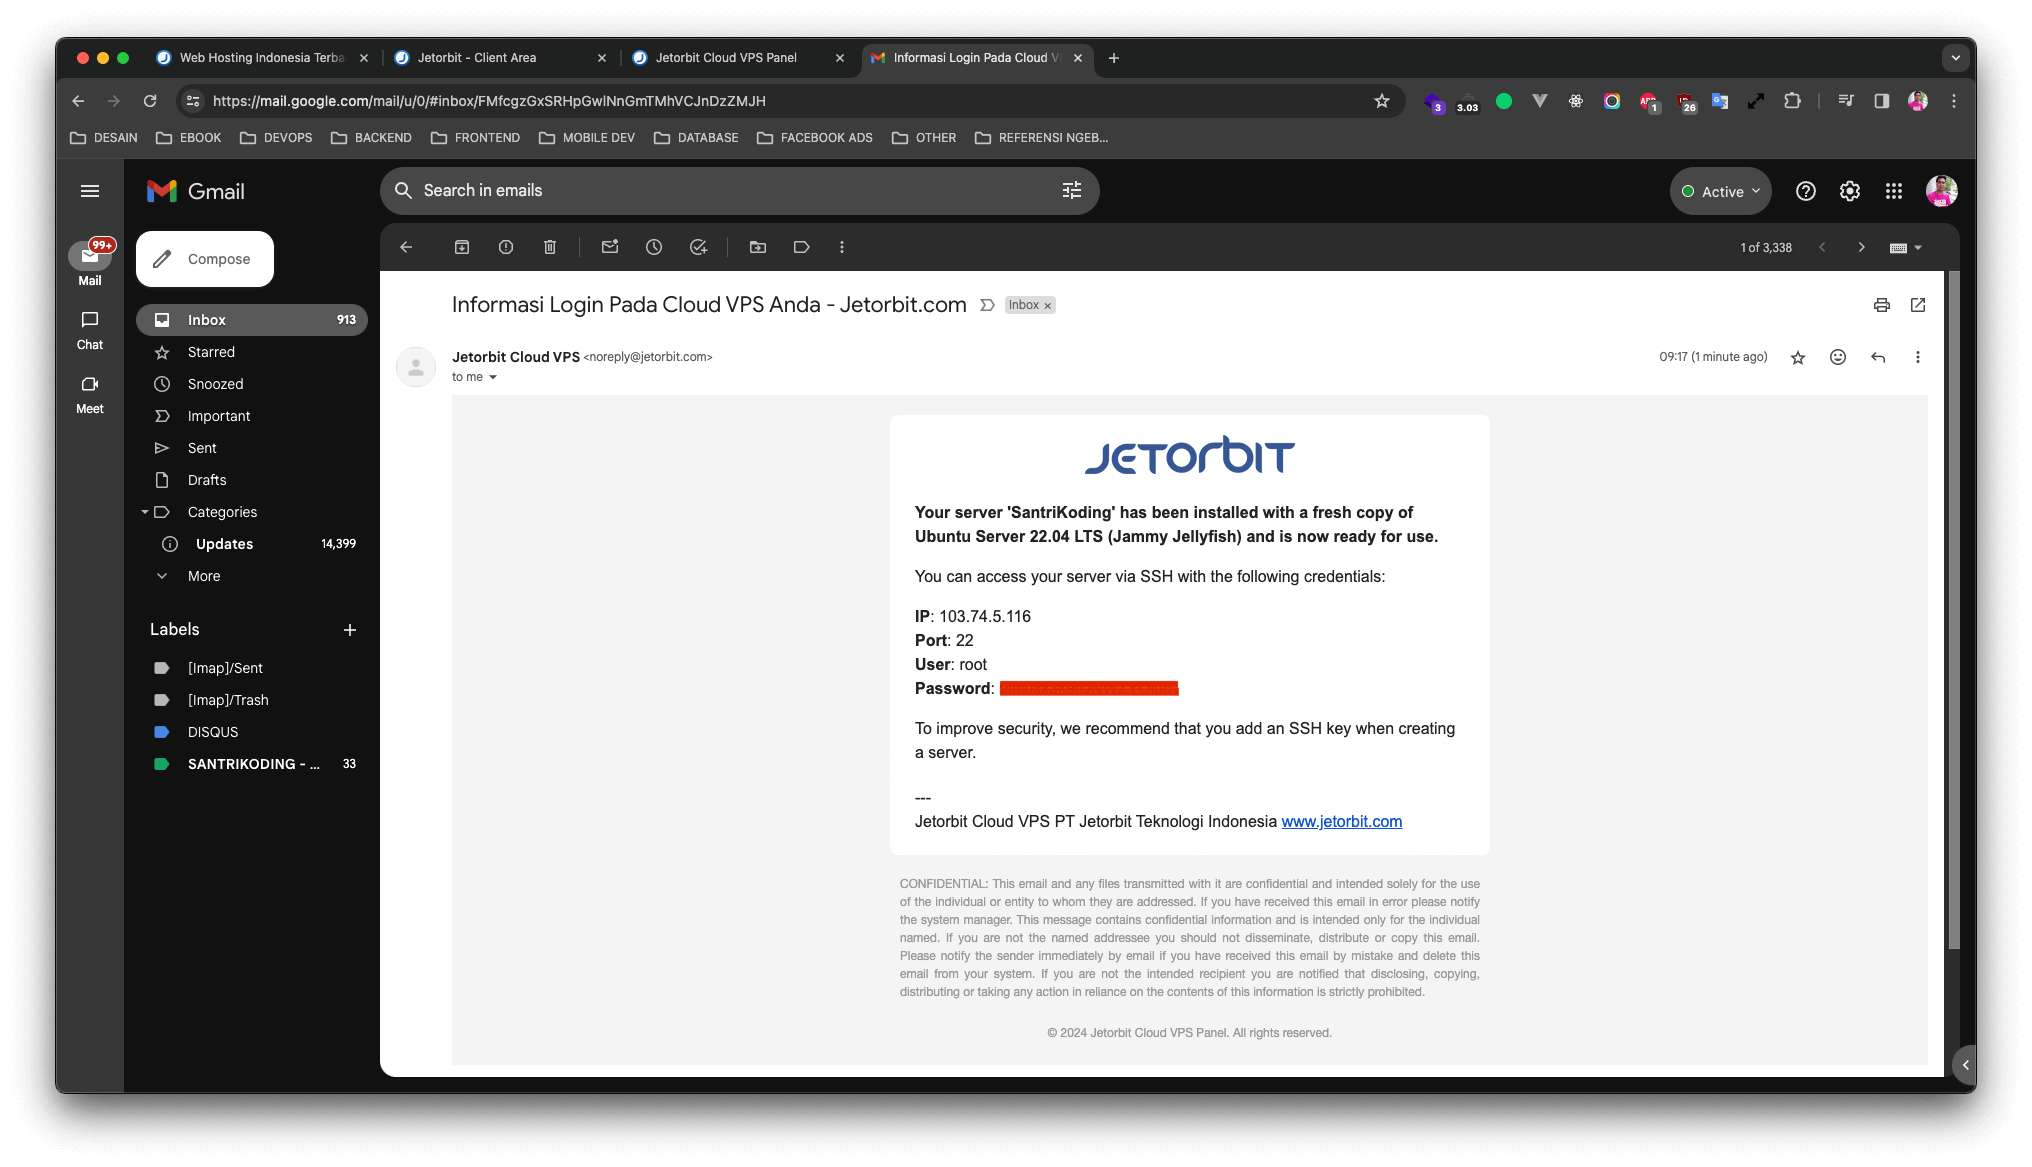 Web Hosting Indonesia Terba
Jetorbit - Client Area
Jetorbit Cloud VPS Panel
Informasi Login Pada Cloud V
https://mail.google.com/mail/u/0/#inbox/FMfcgzGxSRHpGwlNnGmTMhVCJnDzZMJH
3
3.03
1
26
DESAIN
EBOOK
DEVOPS
BACKEND
FRONTEND
MOBILE DEV
DATABASE
FACEBOOK ADS
OTHER
REFERENSI NGEB...
Gmail
Search in emails
Active
99+
Mail
Chat
Meet
Compose
Inbox 913
Starred
Snoozed
Important
Sent
Drafts
Categories
Updates 14,399
More
Labels
[Imap]/Sent
[Imap]/Trash
DISQUS
SANTRIKODING - ... 33
1 of 3,338
Informasi Login Pada Cloud VPS Anda - Jetorbit.com
Inbox
Jetorbit Cloud VPS <noreply@jetorbit.com>
to me
09:17 (1 minute ago)
JETORBIT
Your server 'SantriKoding' has been installed with a fresh copy of
Ubuntu Server 22.04 LTS (Jammy Jellyfish) and is now ready for use.
You can access your server via SSH with the following credentials:
IP: 103.74.5.116
Port: 22
User: root
Password:
To improve security, we recommend that you add an SSH key when creating
a server.
---
Jetorbit Cloud VPS PT Jetorbit Teknologi Indonesia www.jetorbit.com
CONFIDENTIAL: This email and any files transmitted with it are confidential and intended solely for the use
of the individual or entity to whom they are addressed. If you have received this email in error please notify
the system manager. This message contains confidential information and is intended only for the individual
named. If you are not the named addressee you should not disseminate, distribute or copy this email.
Please notify the sender immediately by email if you have received this email by mistake and delete this
email from your system. If you are not the intended recipient you are notified that disclosing, copying,
distributing or taking any action in reliance on the contents of this information is strictly prohibited.
© 2024 Jetorbit Cloud VPS Panel. All rights reserved.